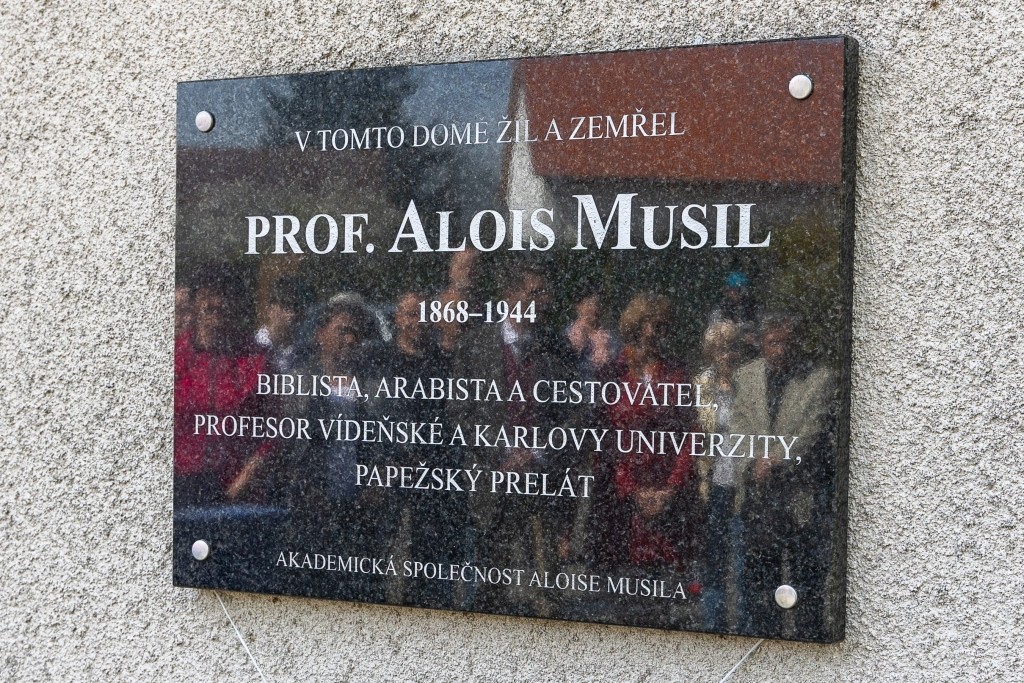 V TOMTO DOME ŽIL A ZEMŘEL
PROF. ALOIS MUSIL
1868–1944
BIBLISTA, ARABISTA A CESTOVATEL,
PROFESOR VÍDEŇSKÉ A KARLOVY UNIVERZITY,
PAPEŽSKÝ PRELÁT
AKADEMICKÁ SPOLEČNOST ALOISE MUSILA